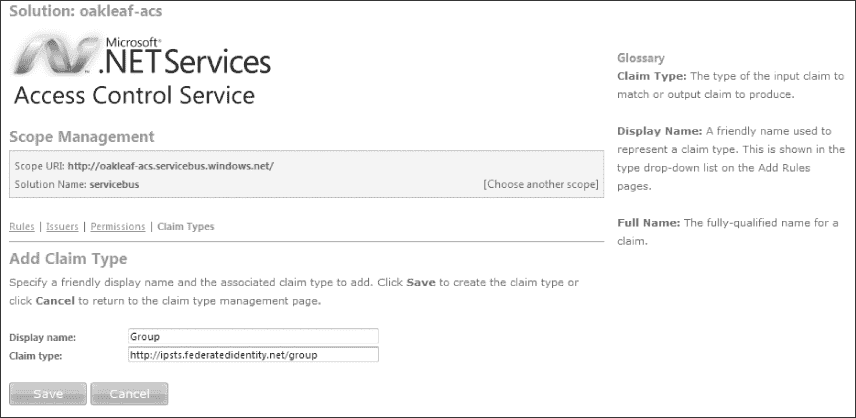 Solution: oakleaf-acs
Microsoft®
.NET Services
Access Control Service
Scope Management
Scope URI: http://oakleaf-acs.servicebus.windows.net/
Solution Name: servicebus
[Choose another scope]
Rules | Issuers | Permissions | Claim Types
Add Claim Type
Specify a friendly display name and the associated claim type to add. Click Save to create the claim type or
click Cancel to return to the claim type management page.
Display name: Group
Claim type: http://ipsts.federatedidentity.net/group
Save Cancel
Glossary
Claim Type: The type of the input claim to
match or output claim to produce.
Display Name: A friendly name used to
represent a claim type. This is shown in the
type drop-down list on the Add Rules
pages.
Full Name: The fully-qualified name for a
claim.